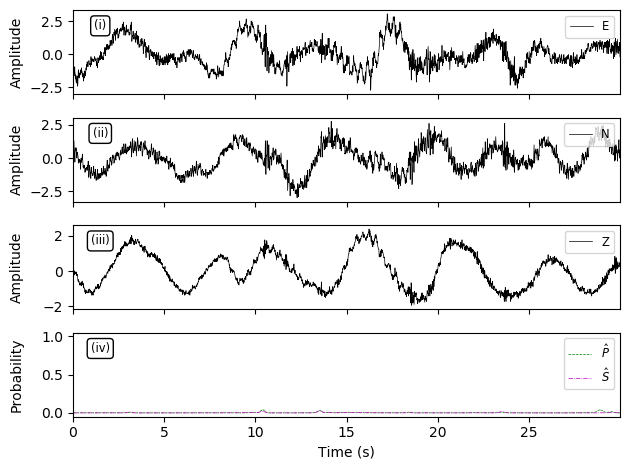 (i)
E
Amplitude
2.5
0.0
−2.5
(ii)
N
Amplitude
2.5
0.0
−2.5
(iii)
Z
Amplitude
2
0
−2
(iv)
P̂
Ŝ
Probability
1.0
0.5
0.0
0 5 10 15 20 25
Time (s)